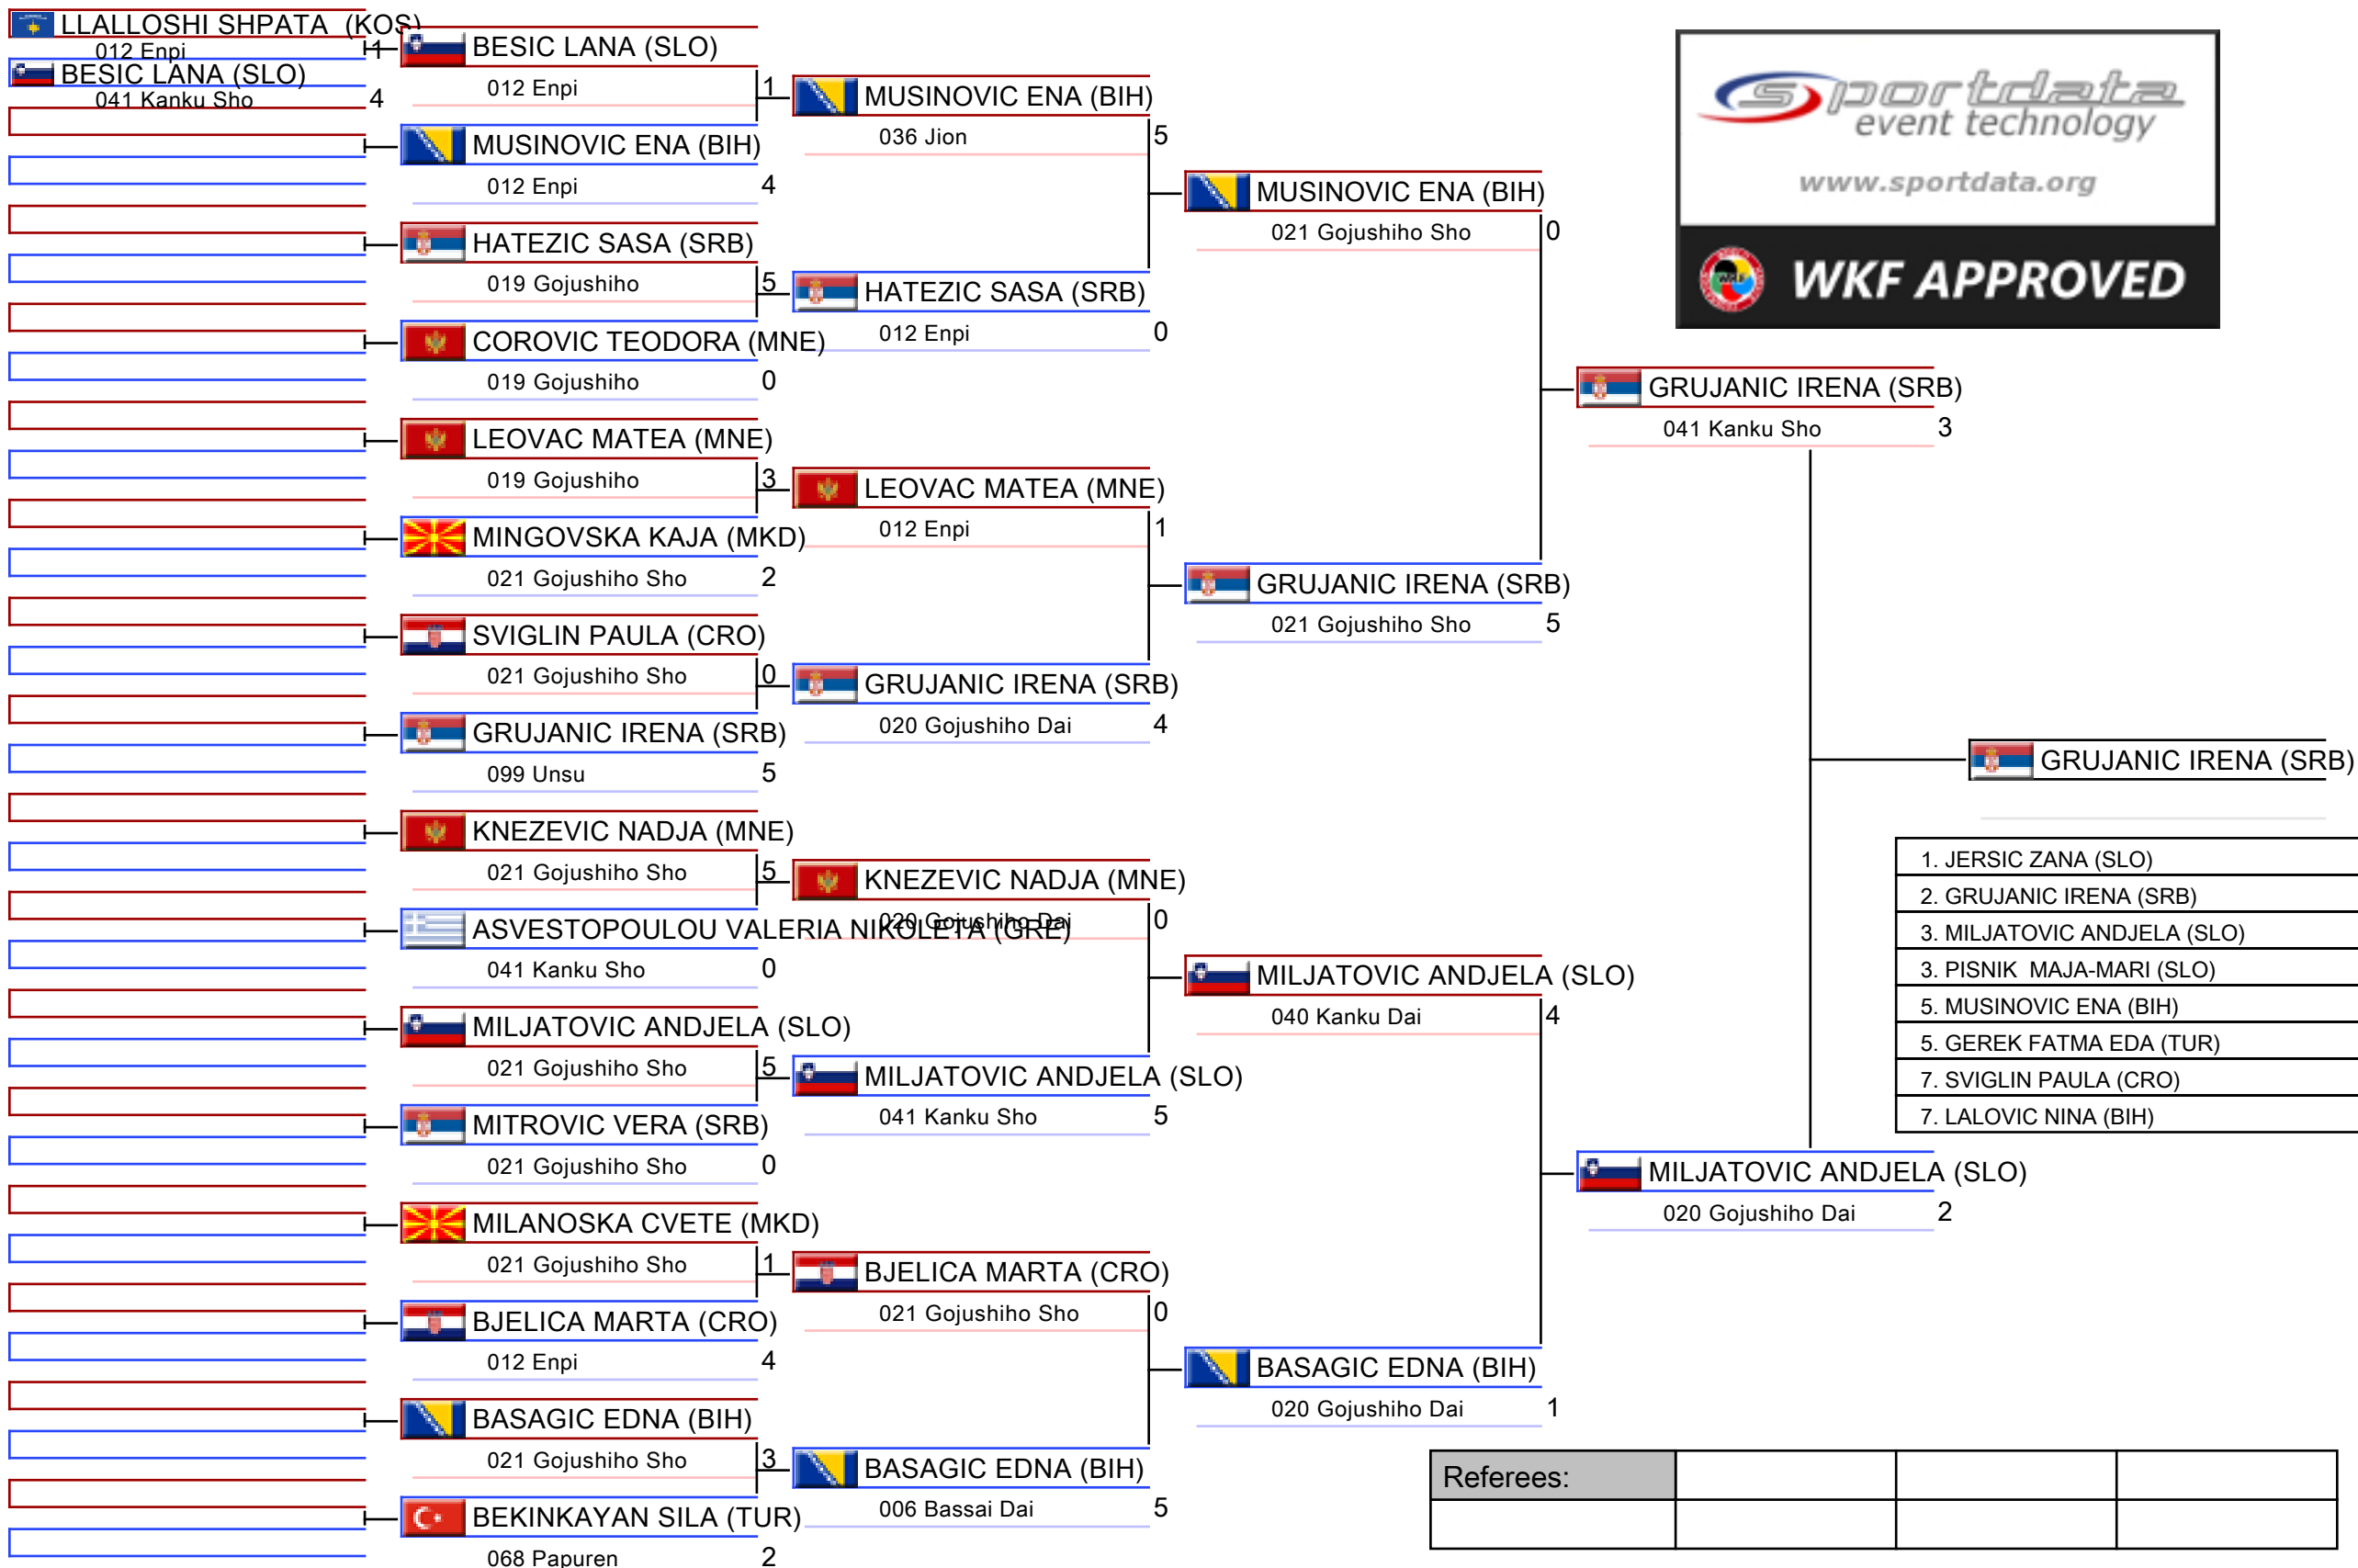 LLALLOSHI SHPATA (KOS)
012 Enpi 1
BESIC LANA (SLO)
041 Kanku Sho 4
BESIC LANA (SLO)
012 Enpi 1
MUSINOVIC ENA (BIH)
012 Enpi 4
HATEZIC SASA (SRB)
019 Gojushiho 5
COROVIC TEODORA (MNE)
019 Gojushiho 0
LEOVAC MATEA (MNE)
019 Gojushiho 3
MINGOVSKA KAJA (MKD)
021 Gojushiho Sho 2
SVIGLIN PAULA (CRO)
021 Gojushiho Sho 0
GRUJANIC IRENA (SRB)
099 Unsu 5
KNEZEVIC NADJA (MNE)
021 Gojushiho Sho 5
ASVESTOPOULOU VALERIA NIKOLETA (GRE)
041 Kanku Sho 0
MILJATOVIC ANDJELA (SLO)
021 Gojushiho Sho 5
MITROVIC VERA (SRB)
021 Gojushiho Sho 0
MILANOSKA CVETE (MKD)
021 Gojushiho Sho 1
BJELICA MARTA (CRO)
012 Enpi 4
BASAGIC EDNA (BIH)
021 Gojushiho Sho 3
BEKINKAYAN SILA (TUR)
068 Papuren 2
MUSINOVIC ENA (BIH)
036 Jion 5
HATEZIC SASA (SRB)
012 Enpi 0
LEOVAC MATEA (MNE)
012 Enpi 1
GRUJANIC IRENA (SRB)
020 Gojushiho Dai 4
KNEZEVIC NADJA (MNE)
020 Gojushiho Dai 0
MILJATOVIC ANDJELA (SLO)
041 Kanku Sho 5
BJELICA MARTA (CRO)
021 Gojushiho Sho 0
BASAGIC EDNA (BIH)
006 Bassai Dai 5
MUSINOVIC ENA (BIH)
021 Gojushiho Sho 0
GRUJANIC IRENA (SRB)
021 Gojushiho Sho 5
MILJATOVIC ANDJELA (SLO)
040 Kanku Dai 4
BASAGIC EDNA (BIH)
020 Gojushiho Dai 1
GRUJANIC IRENA (SRB)
041 Kanku Sho 3
MILJATOVIC ANDJELA (SLO)
020 Gojushiho Dai 2
GRUJANIC IRENA (SRB)
sportdata
event technology
www.sportdata.org
WKF
WKF APPROVED
1. JERSIC ZANA (SLO)
2. GRUJANIC IRENA (SRB)
3. MILJATOVIC ANDJELA (SLO)
3. PISNIK MAJA-MARI (SLO)
5. MUSINOVIC ENA (BIH)
5. GEREK FATMA EDA (TUR)
7. SVIGLIN PAULA (CRO)
7. LALOVIC NINA (BIH)
Referees: